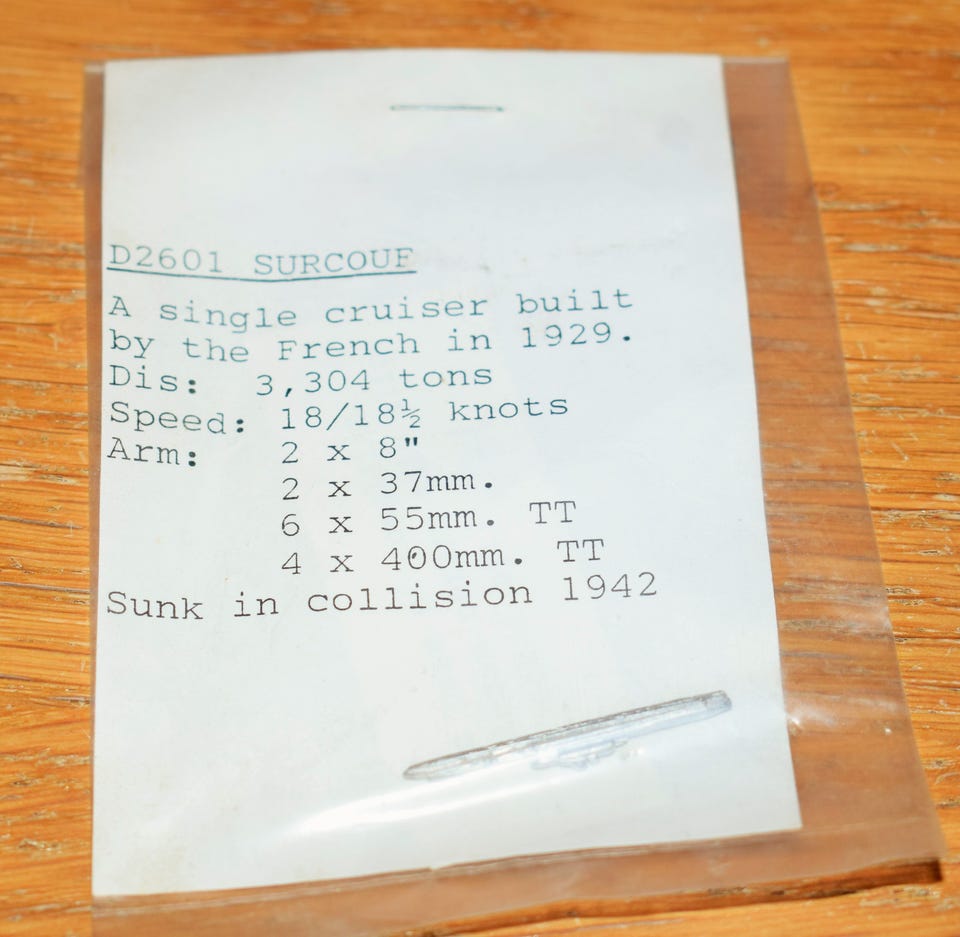 D2601 SURCOUF
A single cruiser built
by the French in 1929.
Dis: 3,304 tons
Speed: 18/18½ knots
Arm: 2 x 8"
2 x 37mm.
6 x 55mm. TT
4 x 400mm. TT
Sunk in collision 1942